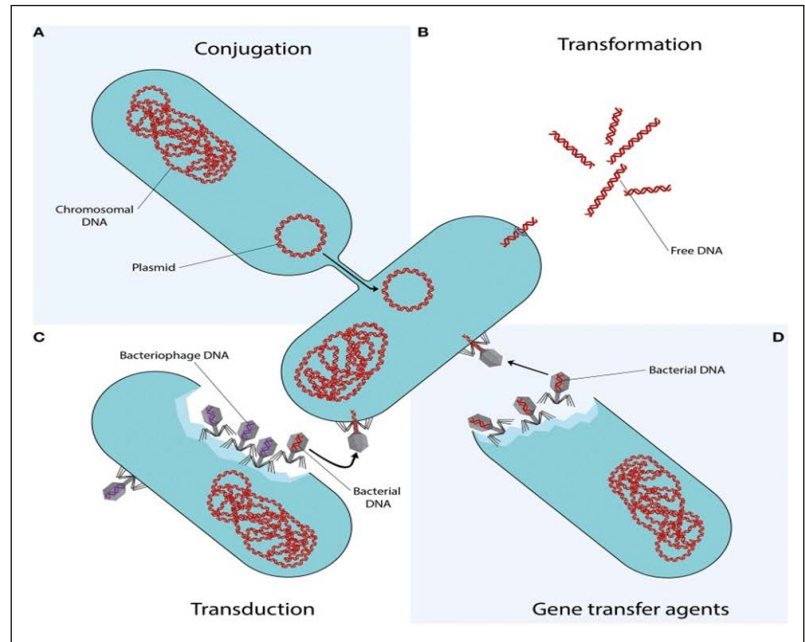 A
Conjugation
Chromosomal
DNA
Plasmid
B
Transformation
Free DNA
C
Bacteriophage DNA
Bacterial
DNA
Transduction
D
Bacterial DNA
Gene transfer agents